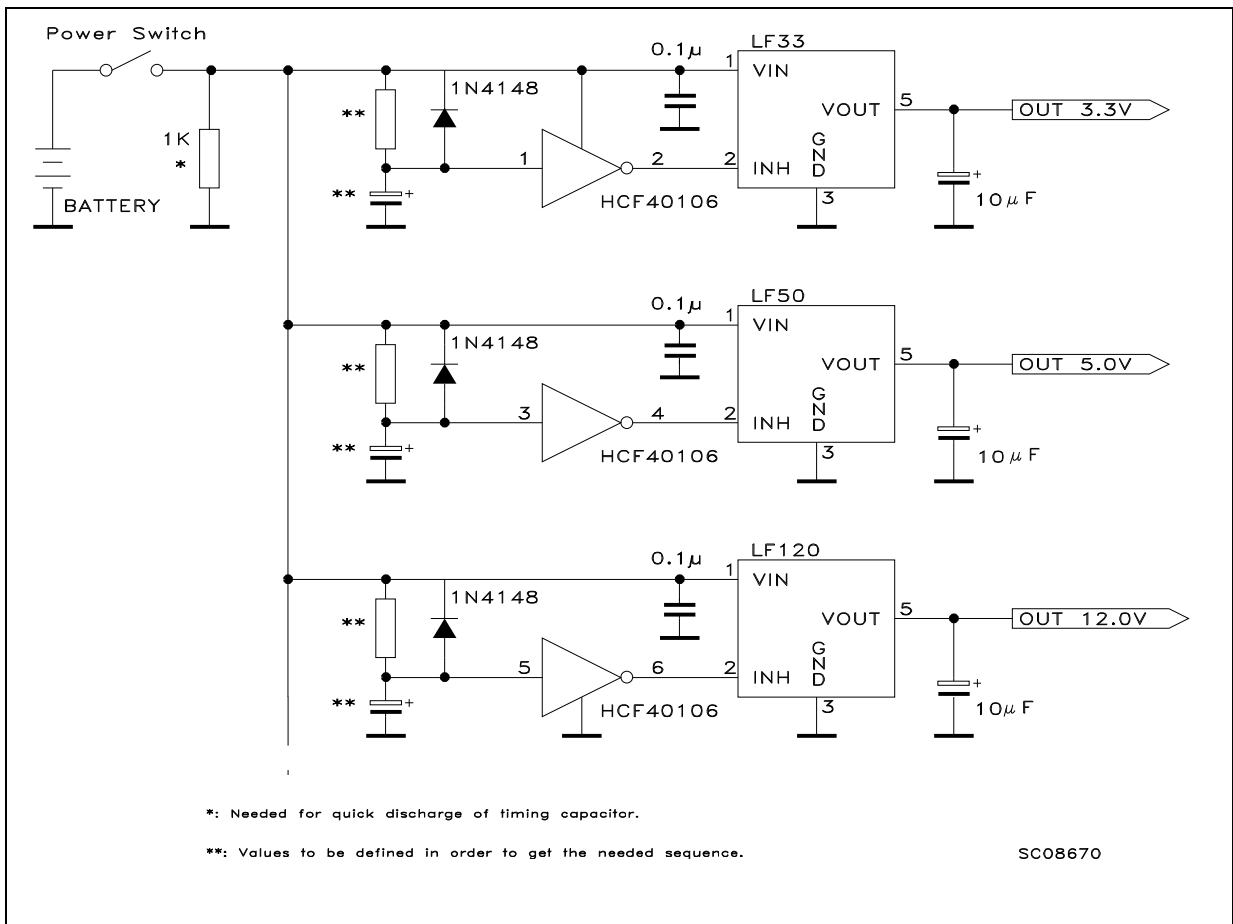 Power Switch
1K
*
BATTERY
**
1N4148
**
1
2
HCF40106
0.1μ
LF33
1
VIN
VOUT
5
GND
2
INH
3
10μF
+
+
OUT 3.3V
**
1N4148
**
3
4
HCF40106
0.1μ
LF50
1
VIN
VOUT
5
GND
2
INH
3
10μF
+
+
OUT 5.0V
**
1N4148
**
5
6
HCF40106
0.1μ
LF120
1
VIN
VOUT
5
GND
2
INH
3
10μF
+
+
OUT 12.0V
*: Needed for quick discharge of timing capacitor.
**: Values to be defined in order to get the needed sequence.
SC08670